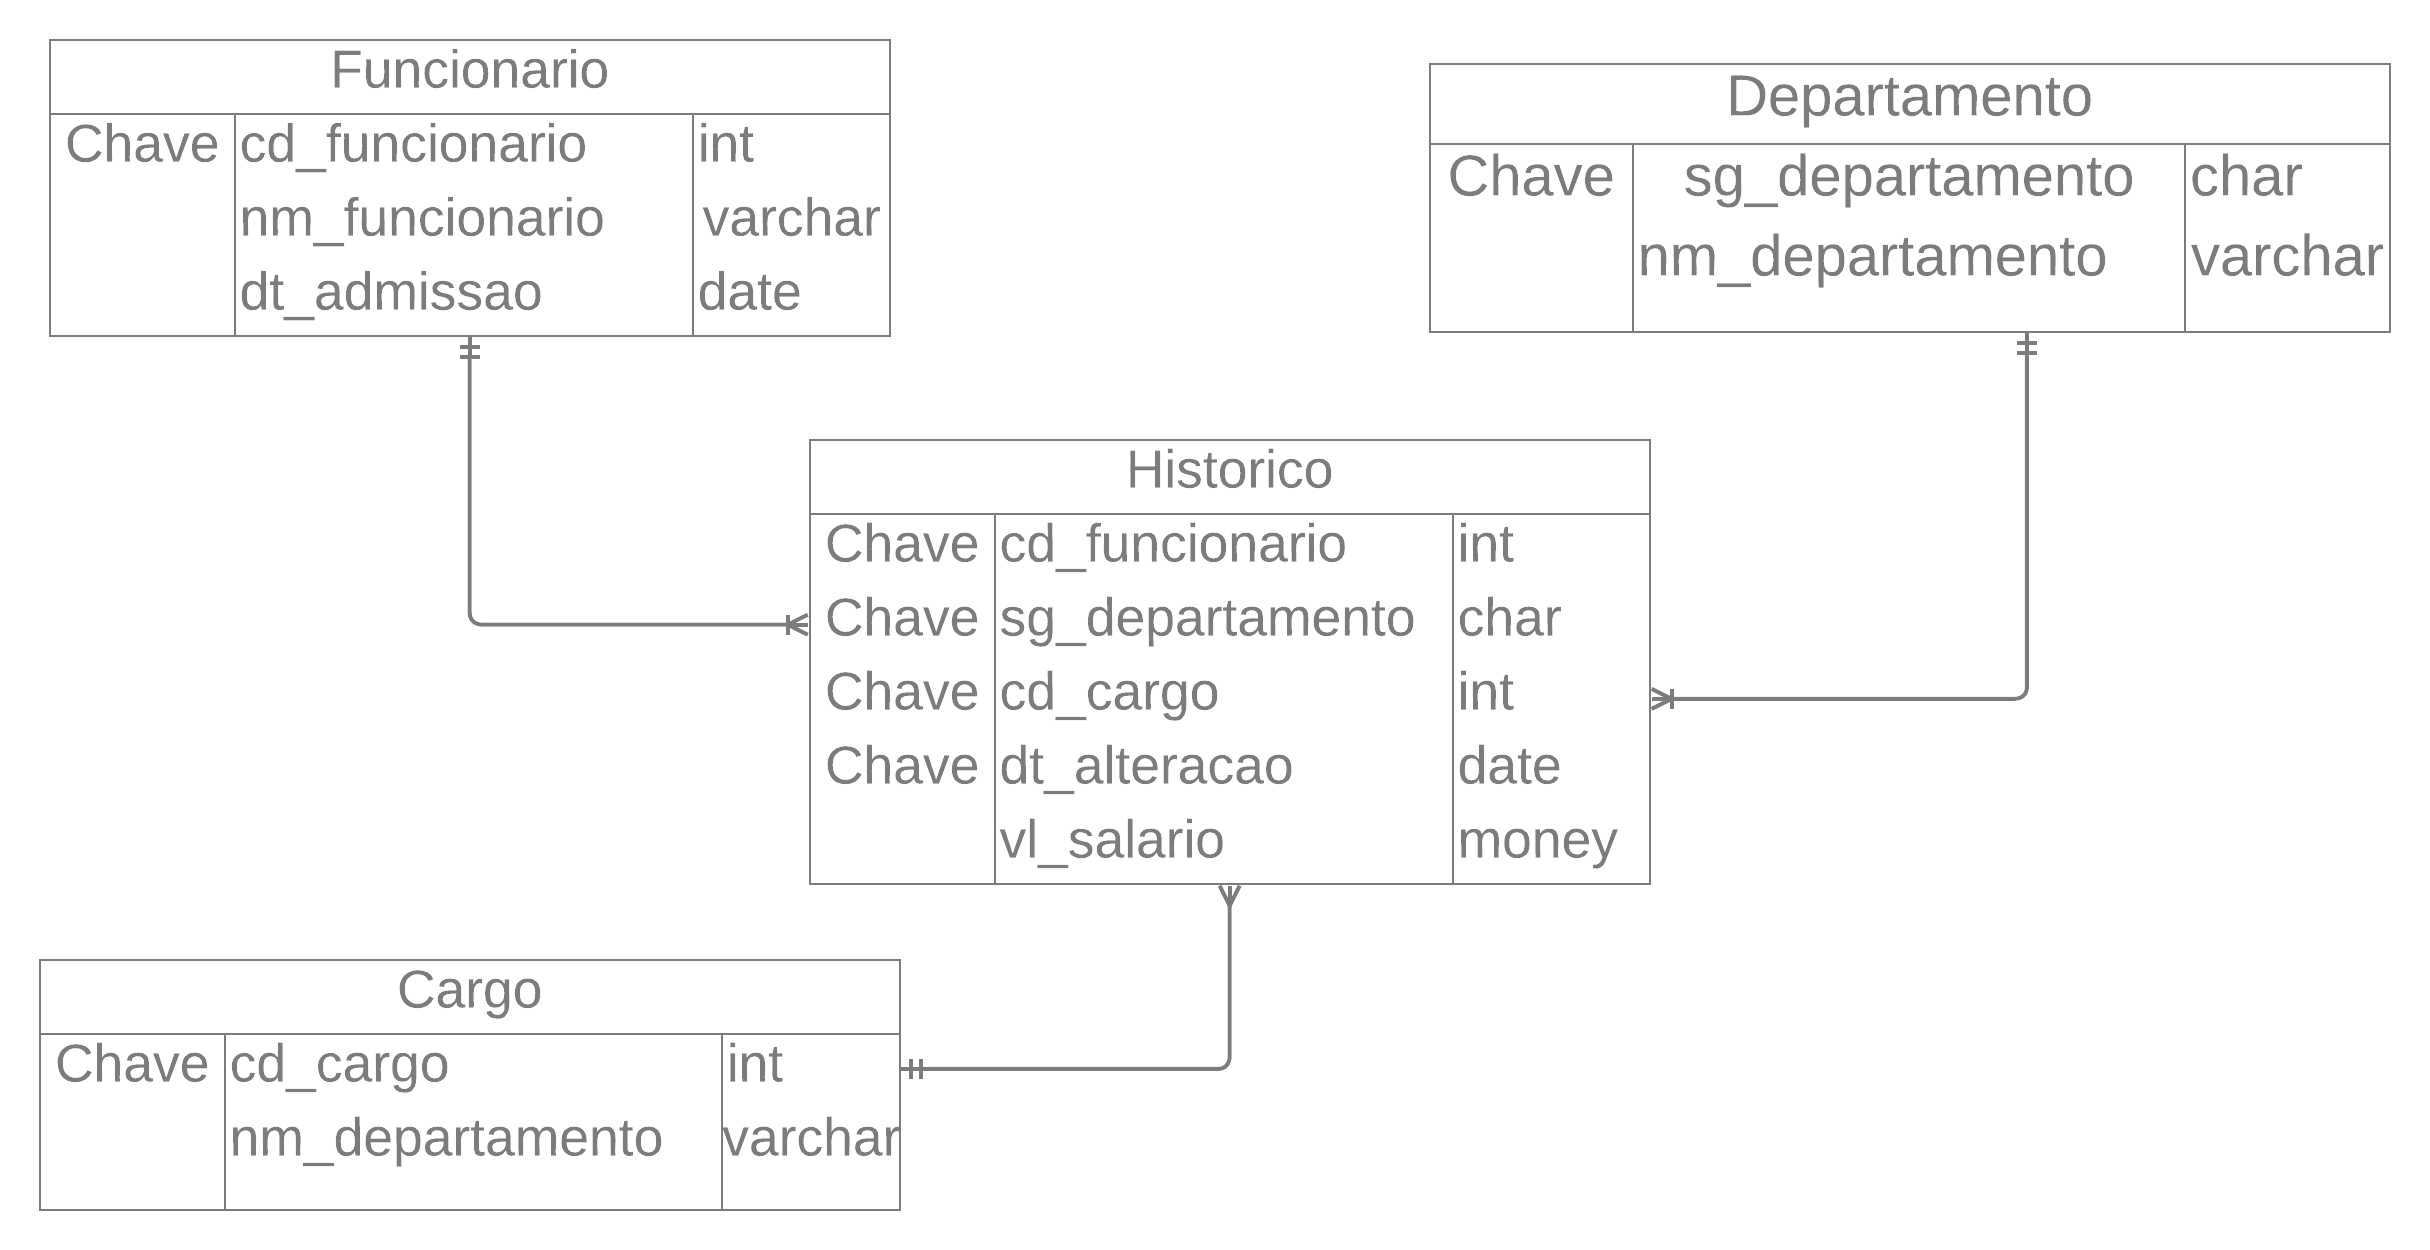 Funcionario
Chave cd_funcionario int
nm_funcionario varchar
dt_admissao date
Departamento
Chave sg_departamento char
nm_departamento varchar
Historico
Chave cd_funcionario int
Chave sg_departamento char
Chave cd_cargo int
Chave dt_alteracao date
vl_salario money
Cargo
Chave cd_cargo int
nm_departamento varchar